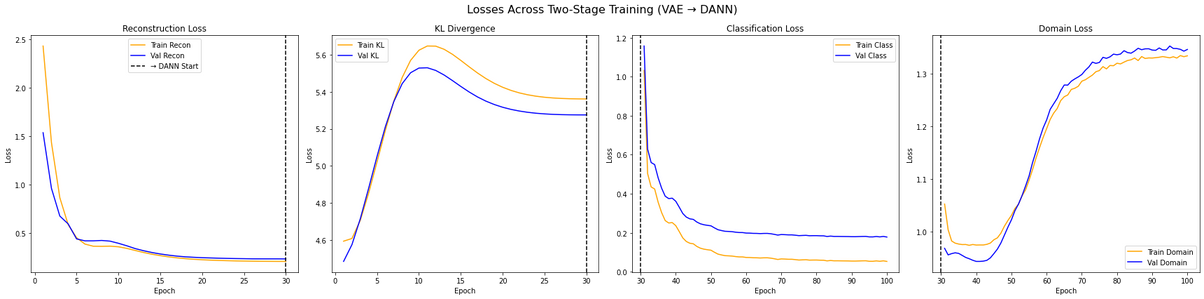 Losses Across Two-Stage Training (VAE → DANN)
Reconstruction Loss
Loss
2.5
2.0
1.5
1.0
0.5
Train Recon
Val Recon
→ DANN Start
0 5 10 15 20 25 30
Epoch
KL Divergence
Loss
5.6
5.4
5.2
5.0
4.8
4.6
Train KL
Val KL
0 5 10 15 20 25 30
Epoch
Classification Loss
Loss
1.2
1.0
0.8
0.6
0.4
0.2
0.0
Train Class
Val Class
30 40 50 60 70 80 90 100
Epoch
Domain Loss
Loss
1.3
1.2
1.1
1.0
Train Domain
Val Domain
30 40 50 60 70 80 90 100
Epoch